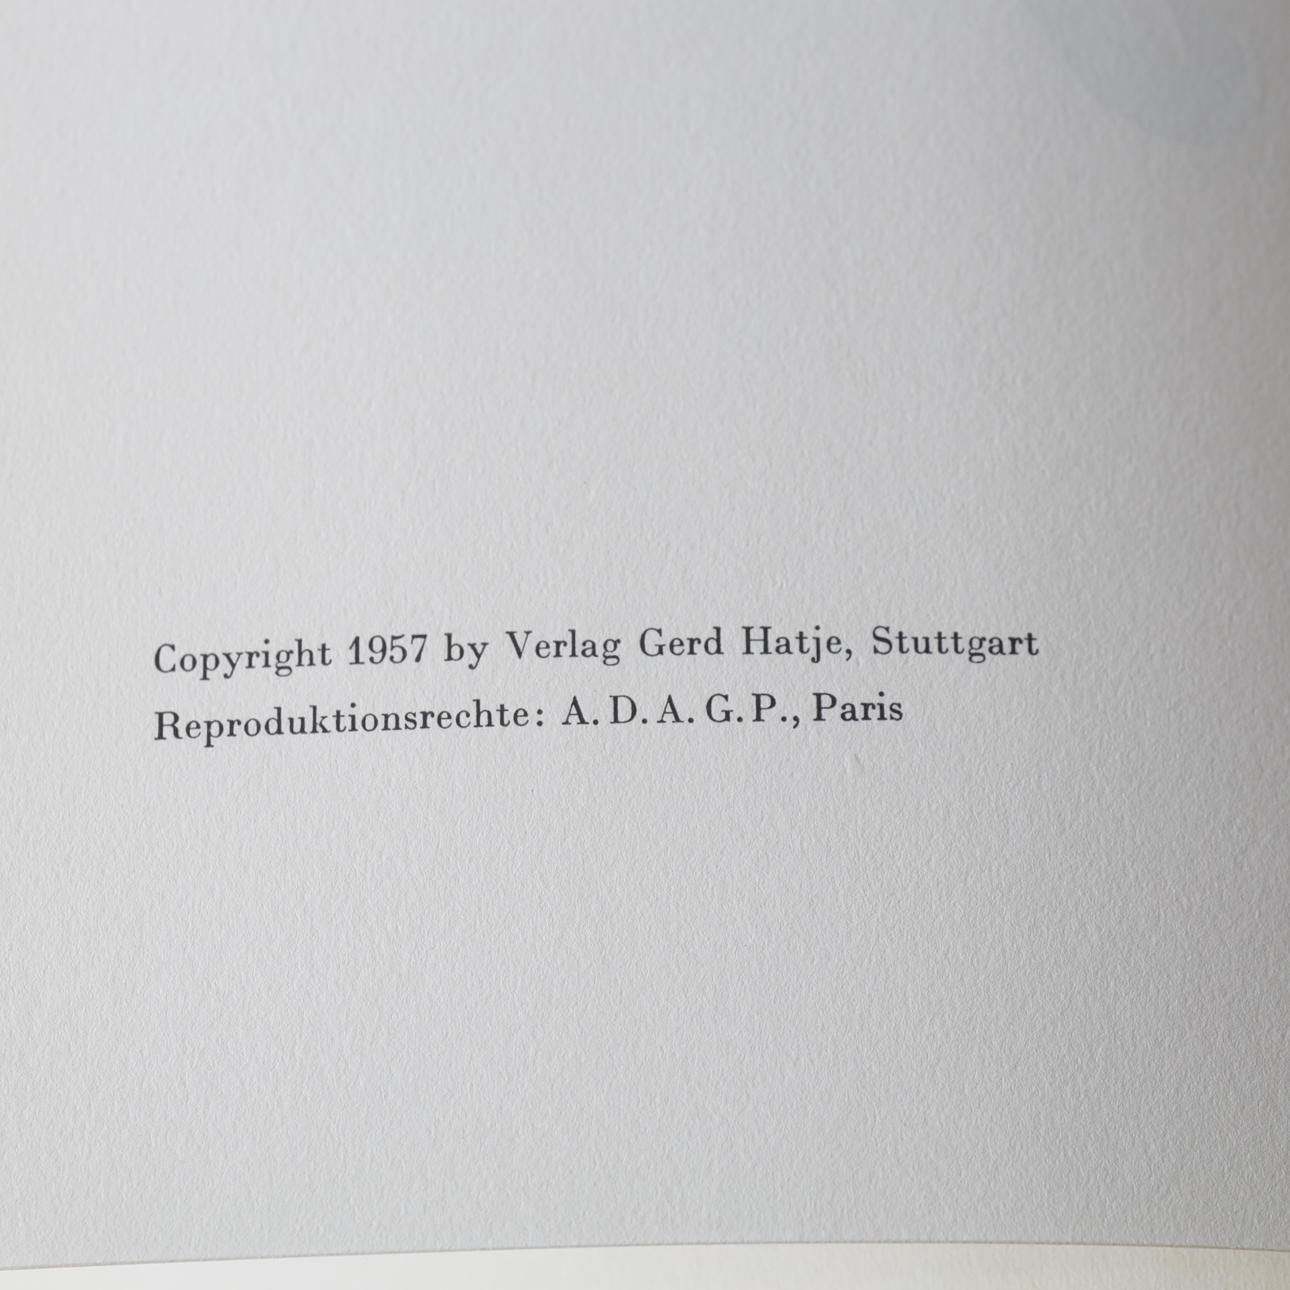 Copyright 1957 by Verlag Gerd Hatje, Stuttgart
Reproduktionsrechte: A. D. A. G. P., Paris